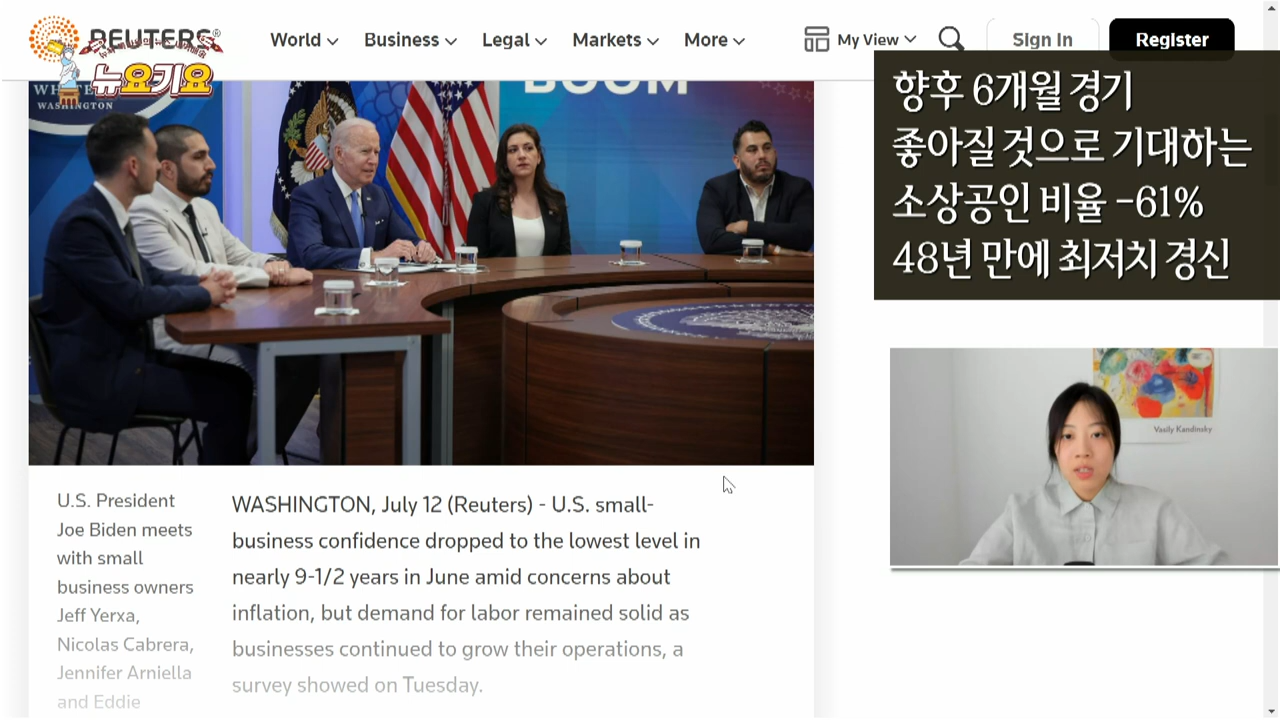 REUTERS®
World
Business
Legal
Markets
More
My View
Sign In
Register
뉴요기요
WHITE
WASHINGTON
BOOM
향후 6개월 경기
좋아질 것으로 기대하는
소상공인 비율 -61%
48년 만에 최저치 경신
Vasily Kandinsky
U.S. President
Joe Biden meets
with small
business owners
Jeff Yerxa,
Nicolas Cabrera,
Jennifer Arniella
and Eddie
WASHINGTON, July 12 (Reuters) - U.S. small-
business confidence dropped to the lowest level in
nearly 9-1/2 years in June amid concerns about
inflation, but demand for labor remained solid as
businesses continued to grow their operations, a
survey showed on Tuesday.